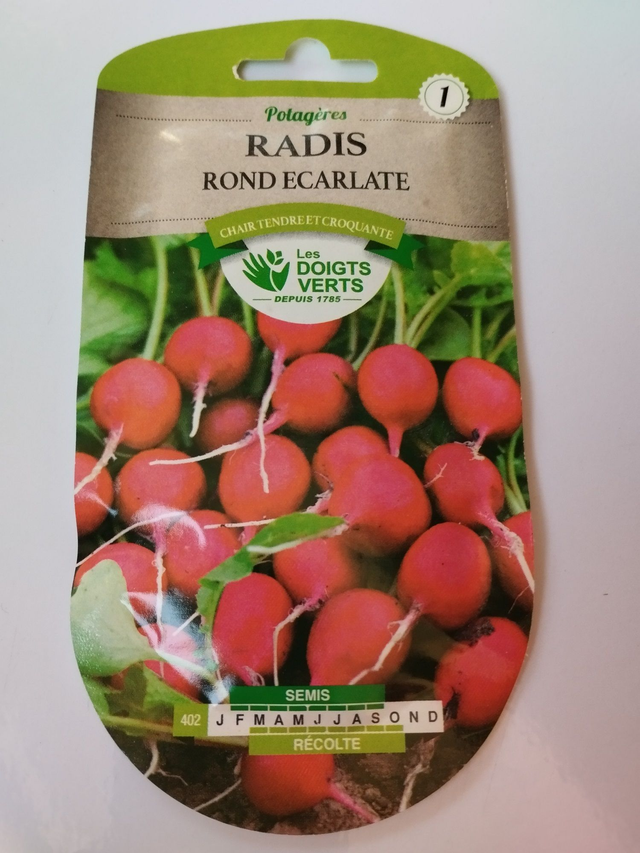 1
Potagères
RADIS
ROND ECARLATE
CHAIR TENDRE ET CROQUANTE
Les
DOIGTS
VERTS
DEPUIS 1785
SEMIS
402 J F M A M J J A S O N D
RÉCOLTE